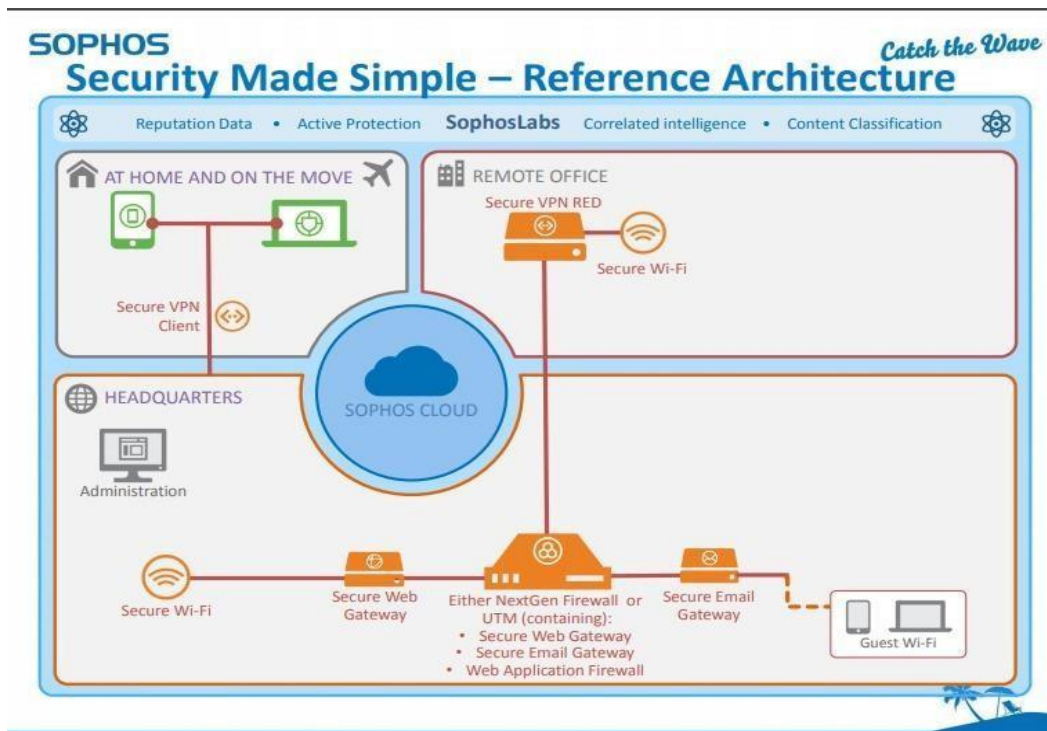 SOPHOS
Catch the Wave
Security Made Simple – Reference Architecture
Reputation Data • Active Protection SophosLabs Correlated intelligence • Content Classification
AT HOME AND ON THE MOVE
Secure VPN
Client
REMOTE OFFICE
Secure VPN RED
Secure Wi-Fi
SOPHOS CLOUD
HEADQUARTERS
Administration
Secure Wi-Fi
Secure Web
Gateway
Either NextGen Firewall or
UTM (containing):
• Secure Web Gateway
• Secure Email Gateway
• Web Application Firewall
Secure Email
Gateway
Guest Wi-Fi